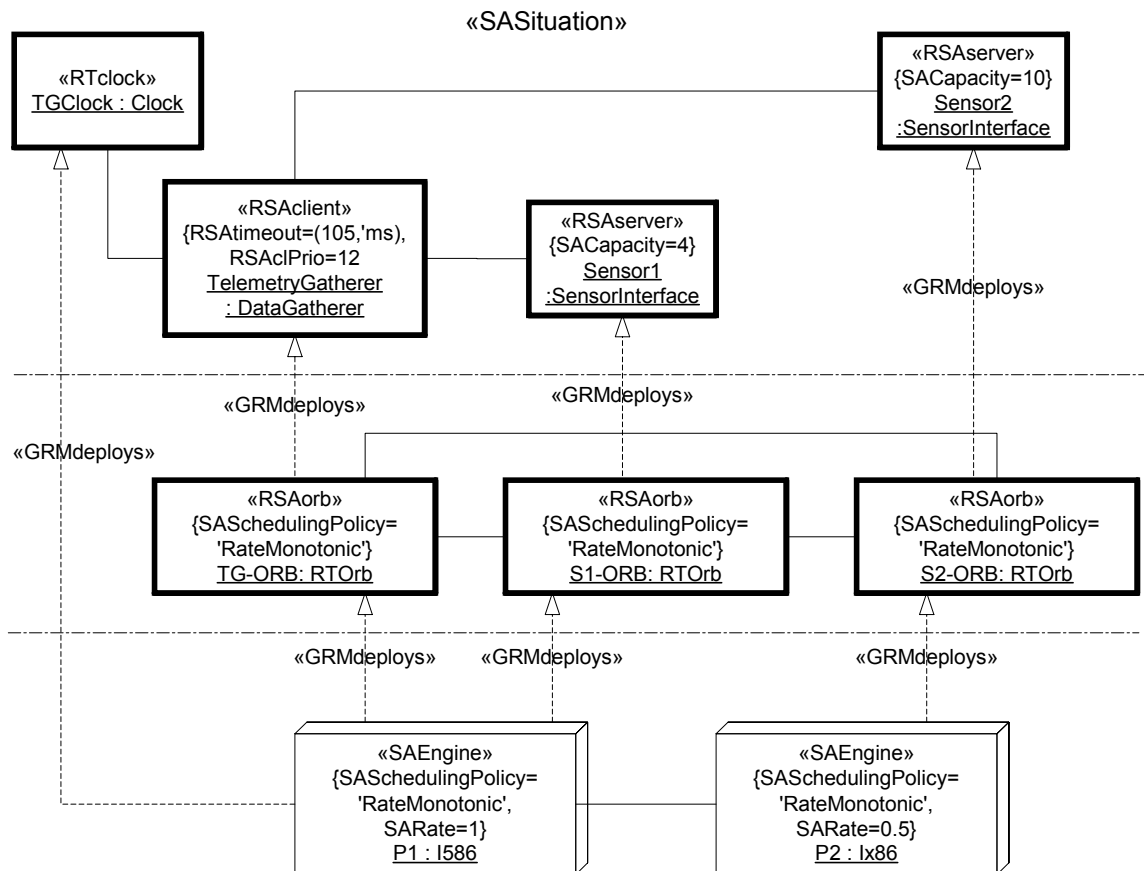 «SASituation»
«RTclock»
TGClock : Clock
«RSAserver»
{SACapacity=10}
Sensor2
:SensorInterface
«RSAclient»
{RSAtimeout=(105,'ms),
RSAclPrio=12
TelemetryGatherer
: DataGatherer
«RSAserver»
{SACapacity=4}
Sensor1
:SensorInterface
«GRMdeploys»
«GRMdeploys»
«GRMdeploys»
«GRMdeploys»
«RSAorb»
{SASchedulingPolicy=
'RateMonotonic'}
TG-ORB: RTOrb
«RSAorb»
{SASchedulingPolicy=
'RateMonotonic'}
S1-ORB: RTOrb
«RSAorb»
{SASchedulingPolicy=
'RateMonotonic'}
S2-ORB: RTOrb
«GRMdeploys»
«GRMdeploys»
«GRMdeploys»
«SAEngine»
{SASchedulingPolicy=
'RateMonotonic',
SARate=1}
P1 : I586
«SAEngine»
{SASchedulingPolicy=
'RateMonotonic',
SARate=0.5}
P2 : Ix86